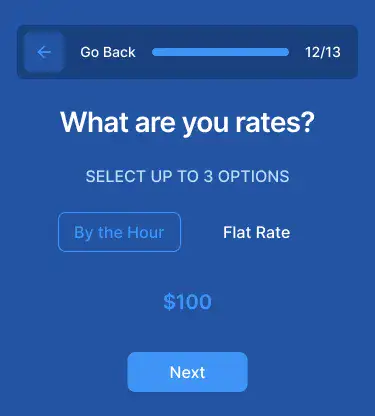 Go Back 12/13
What are you rates?
SELECT UP TO 3 OPTIONS
By the Hour Flat Rate
$100
Next